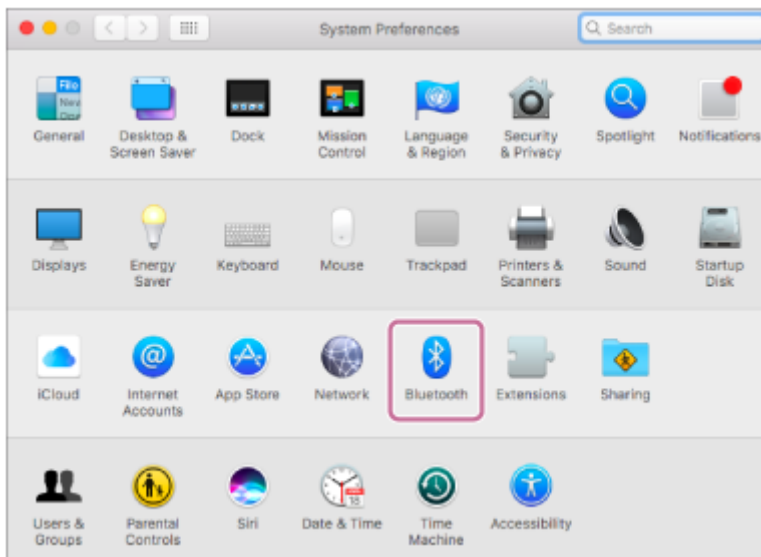 System Preferences
Search
General
Desktop &
Screen Saver
Dock
Mission
Control
Language
& Region
Security
& Privacy
Spotlight
Notifications
Displays
Energy
Saver
Keyboard
Mouse
Trackpad
Printers &
Scanners
Sound
Startup
Disk
iCloud
Internet
Accounts
App Store
Network
Bluetooth
Extensions
Sharing
Users &
Groups
Parental
Controls
Siri
Date & Time
Time
Machine
Accessibility